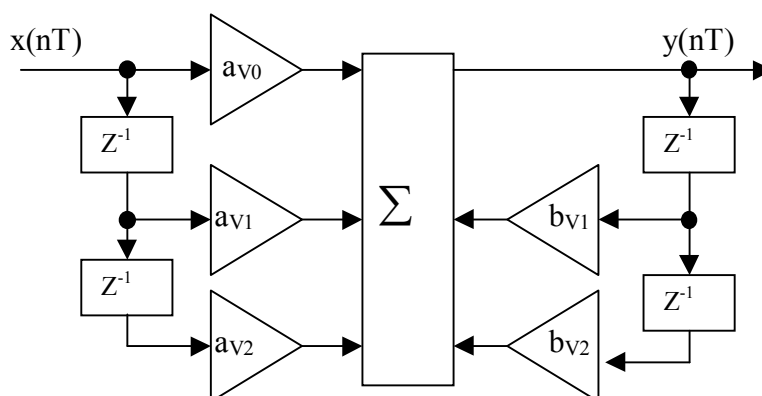 x(nT)
y(nT)
aV0
Z-1
Z-1
aV1
Σ
bV1
Z-1
Z-1
aV2
bV2